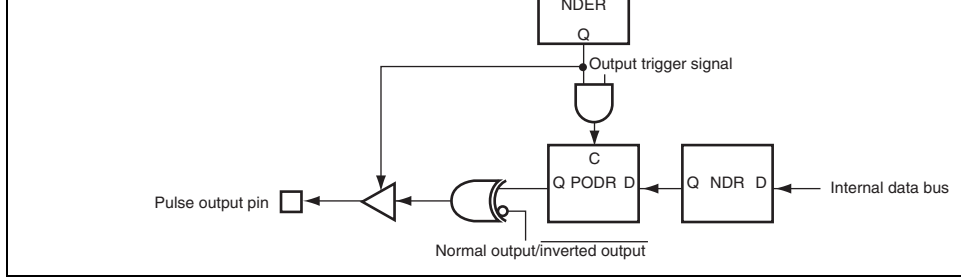 NDER
Q
Output trigger signal
C
Q PODR D
Q NDR D
Internal data bus
Pulse output pin
Normal output/inverted output